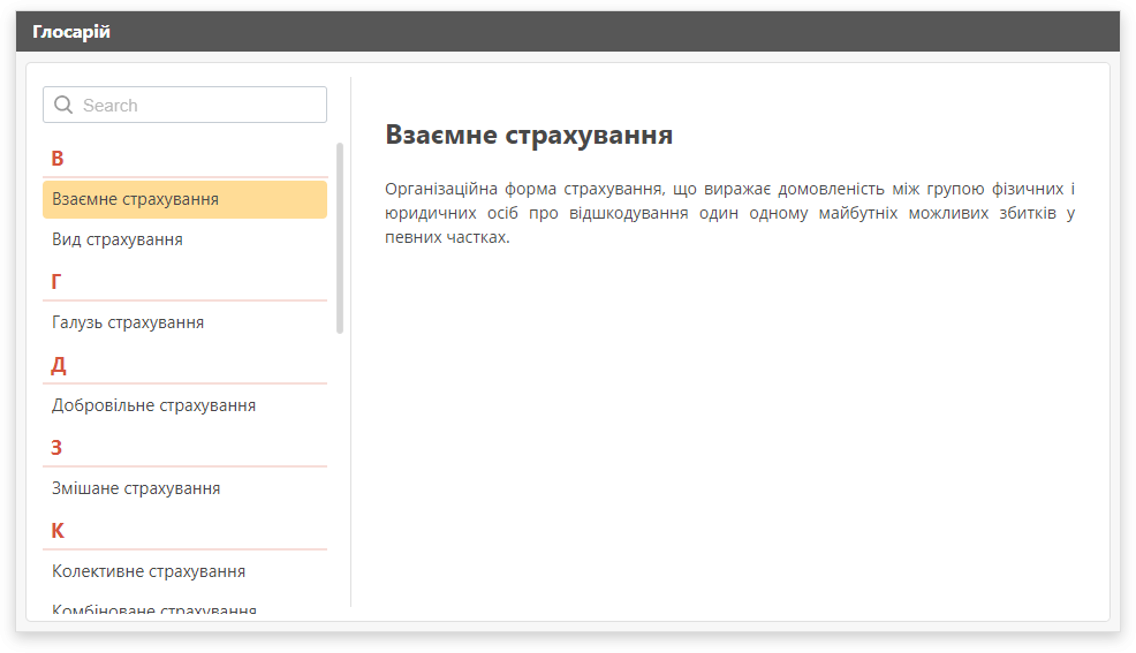 Глосарій
Search
В
Взаємне страхування
Вид страхування
Г
Галузь страхування
Д
Добровільне страхування
З
Змішане страхування
К
Колективне страхування
Комбіноване страхування
Взаємне страхування
Організаційна форма страхування, що виражає домовленість між групою фізичних і
юридичних осіб про відшкодування один одному майбутніх можливих збитків у
певних частках.